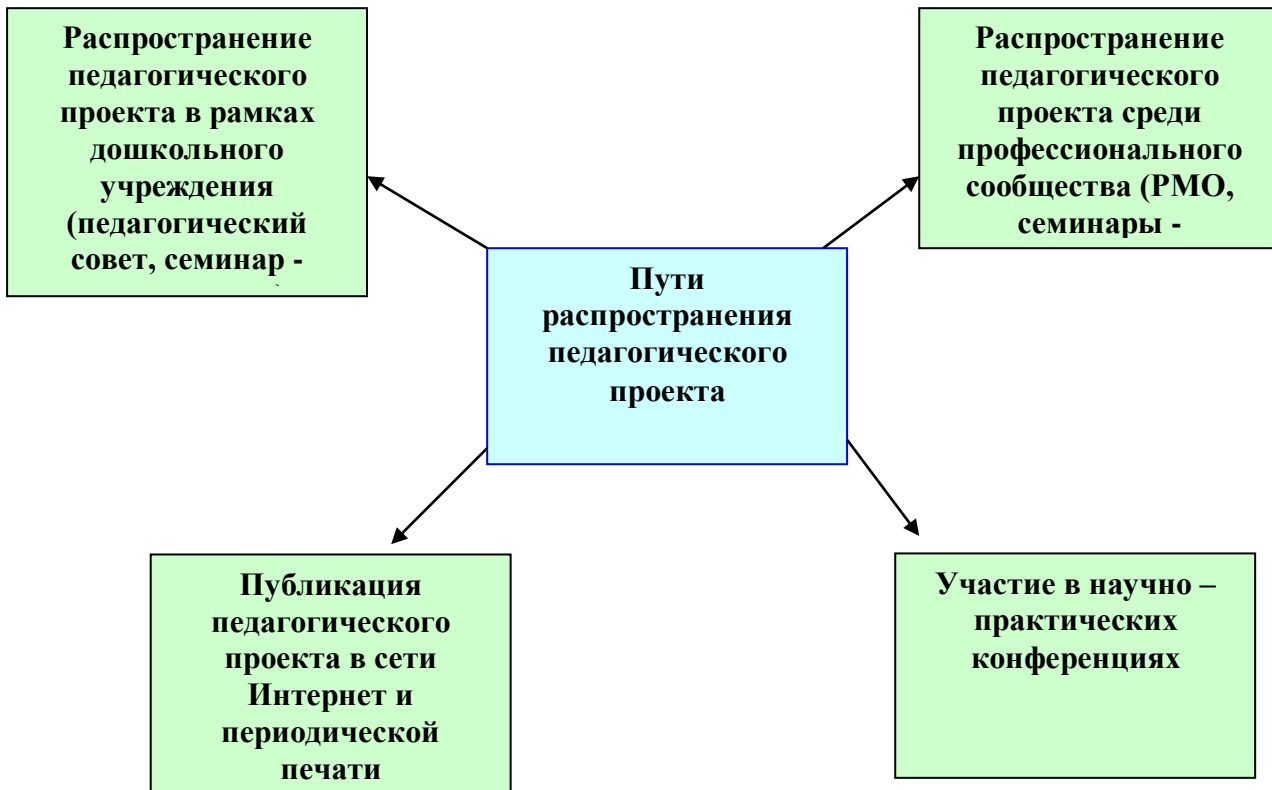 Распространение
педагогического
проекта в рамках
дошкольного
учреждения
(педагогический
совет, семинар -
Распространение
педагогического
проекта среди
профессионального
сообщества (РМО,
семинары -
Пути
распространения
педагогического
проекта
Публикация
педагогического
проекта в сети
Интернет и
периодической
печати
Участие в научно –
практических
конференциях